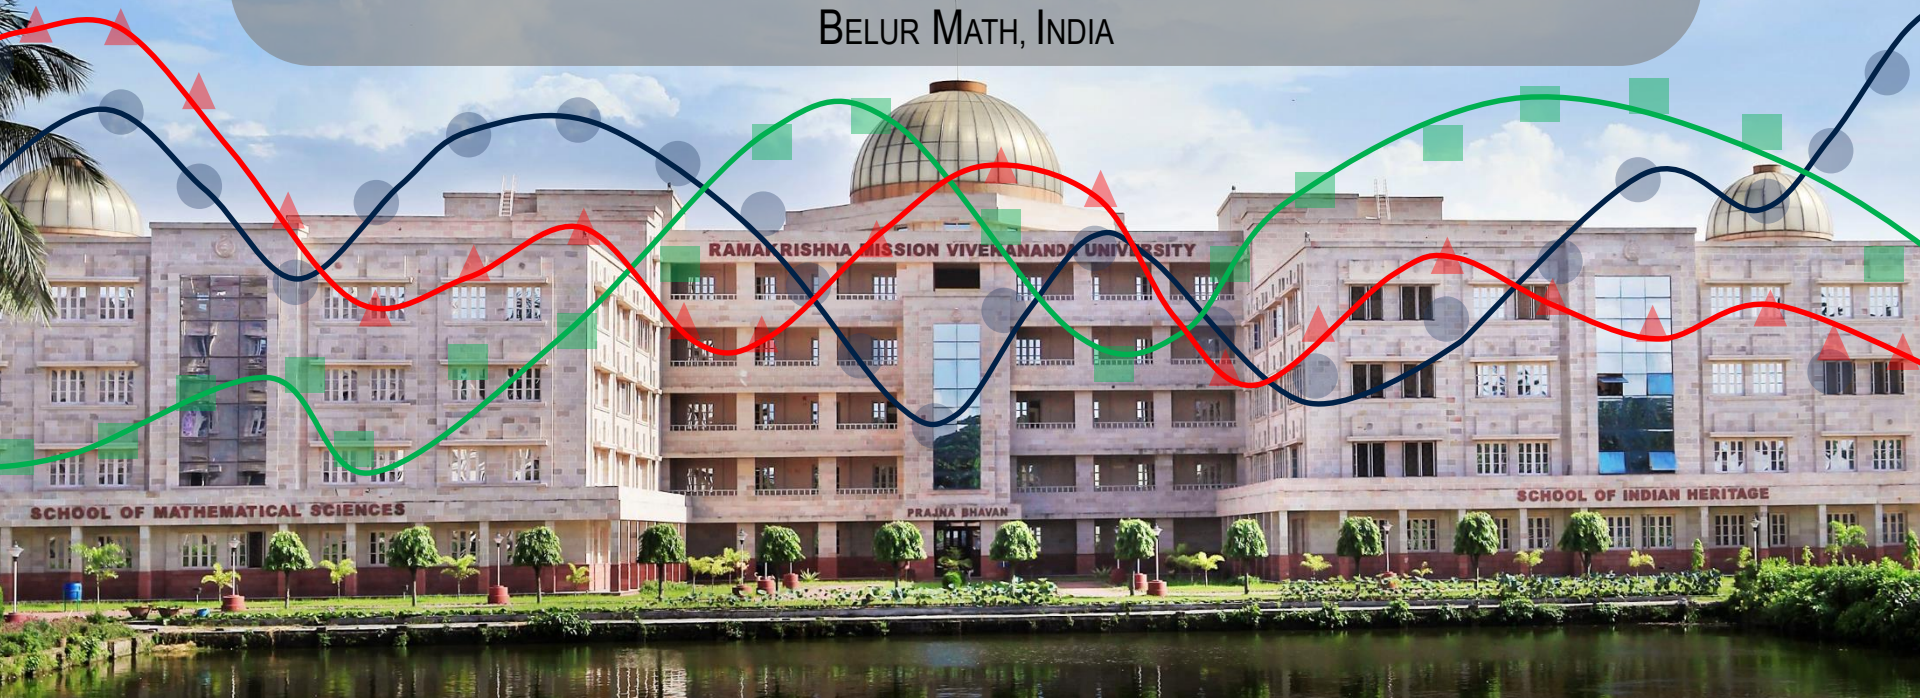 BELUR MATH, INDIA
RAMAKRISHNA MISSION VIVEKANANDA UNIVERSITY
SCHOOL OF MATHEMATICAL SCIENCES
PRAJNA BHAVAN
SCHOOL OF INDIAN HERITAGE